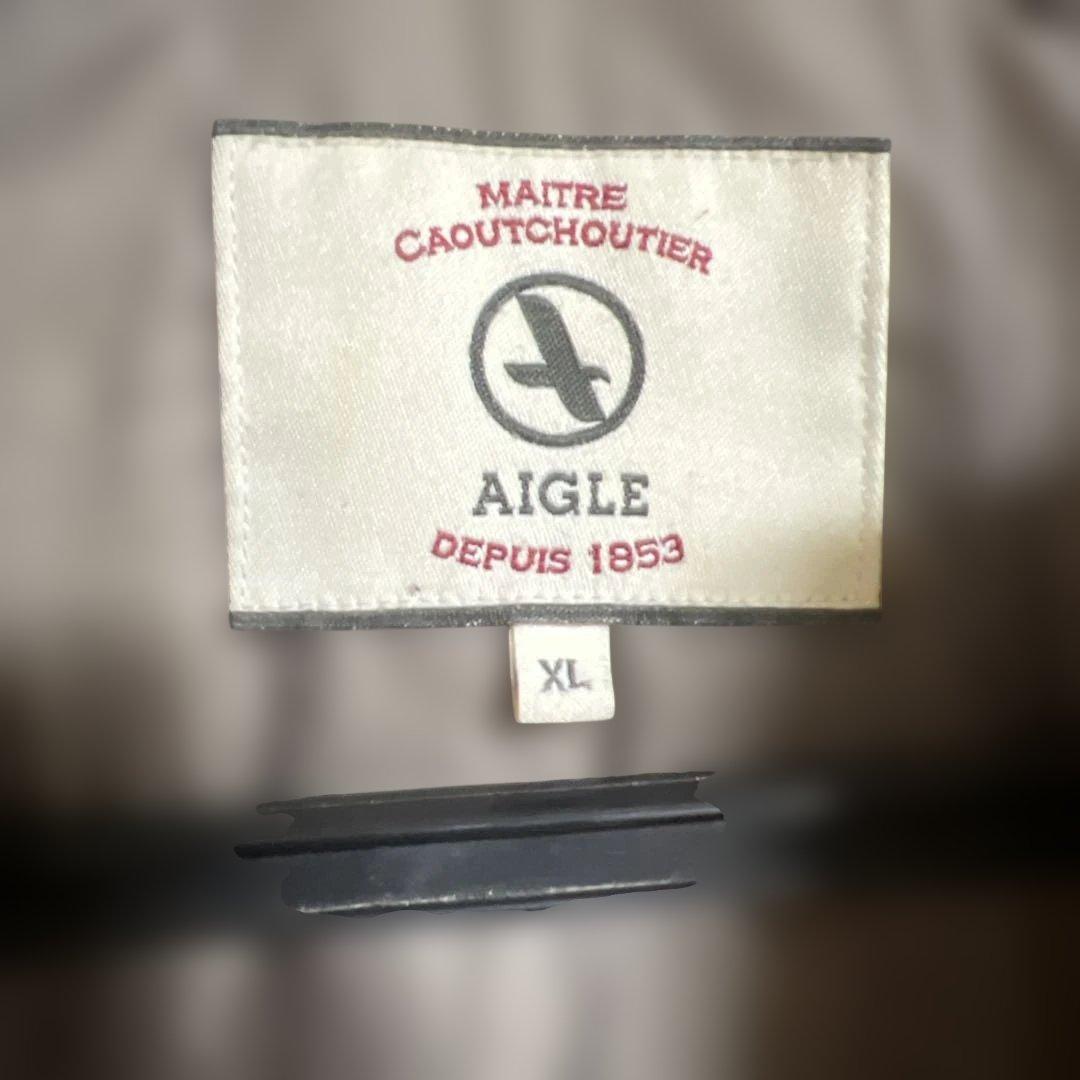 MAITRE
CAOUTCHOUTIER
AIGLE
DEPUIS 1853
XL